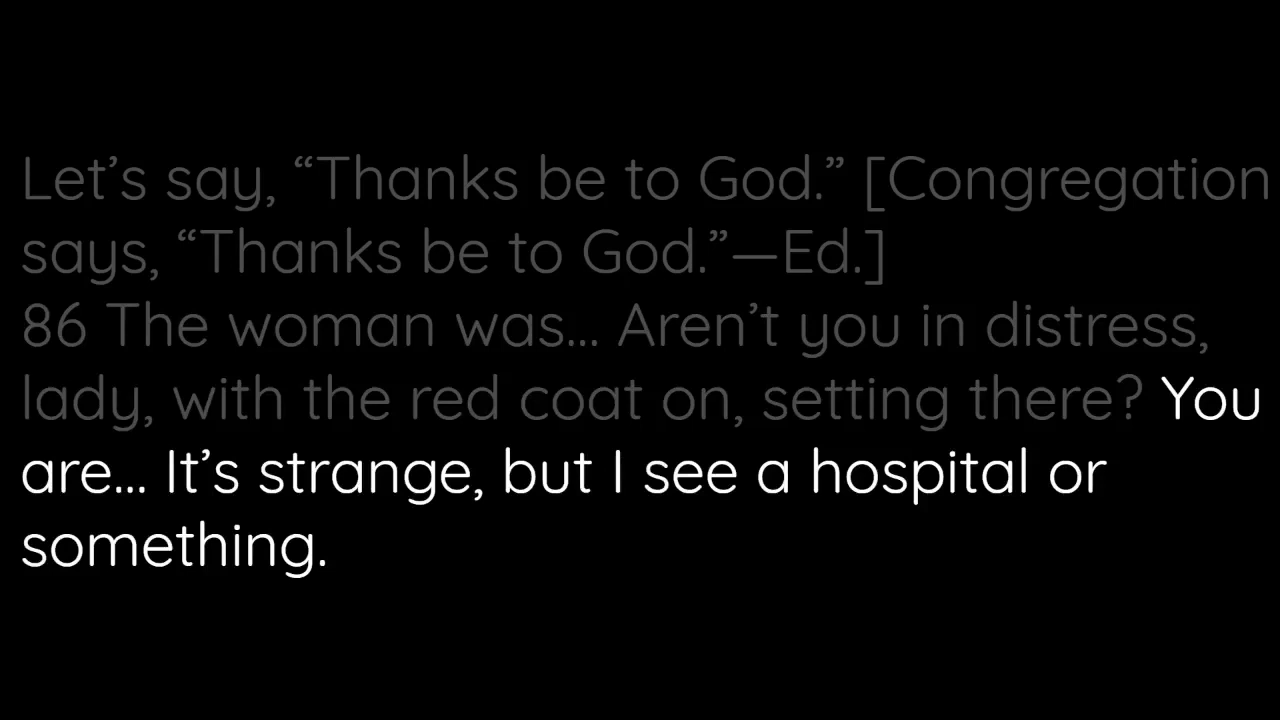 Let’s say, “Thanks be to God.” [Congregation
says, “Thanks be to God.”—Ed.]
86 The woman was... Aren’t you in distress,
lady, with the red coat on, setting there? You
are... It’s strange, but I see a hospital or
something.